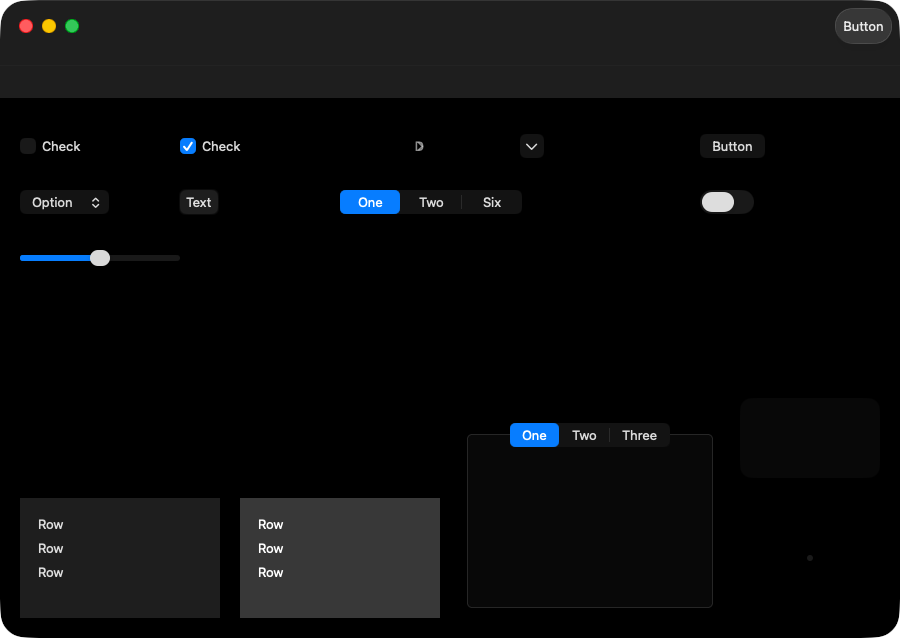 Button
Check
Check
Button
Option
Text
One Two Six
One Two Three
Row
Row
Row
Row
Row
Row